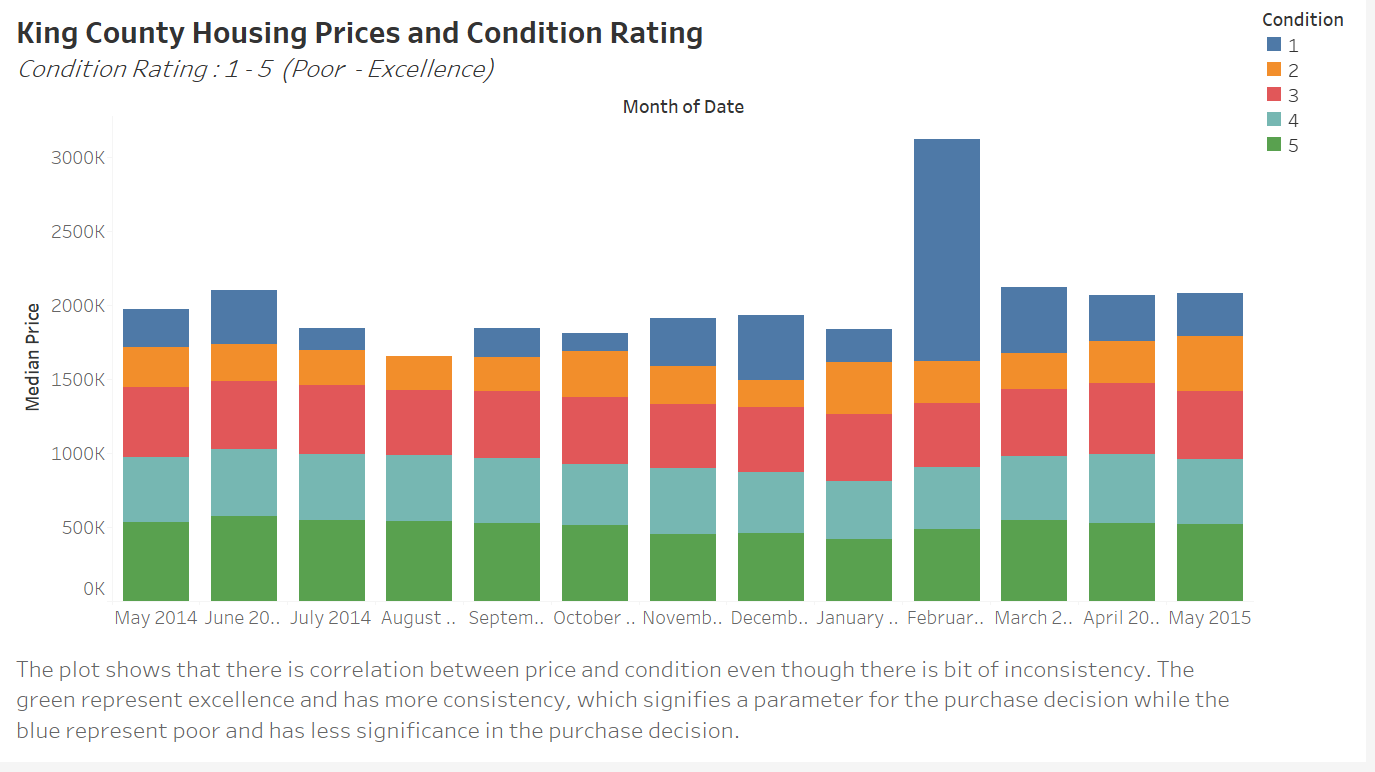 King County Housing Prices and Condition Rating
Condition Rating : 1 - 5 (Poor - Excellence)
Condition
1
2
3
4
5
Month of Date
Median Price
3000K
2500K
2000K
1500K
1000K
500K
0K
May 2014 June 20.. July 2014 August .. Septem.. October .. Novemb.. Decemb.. January .. Februar.. March 2.. April 20.. May 2015
The plot shows that there is correlation between price and condition even though there is bit of inconsistency. The
green represent excellence and has more consistency, which signifies a parameter for the purchase decision while the
blue represent poor and has less significance in the purchase decision.